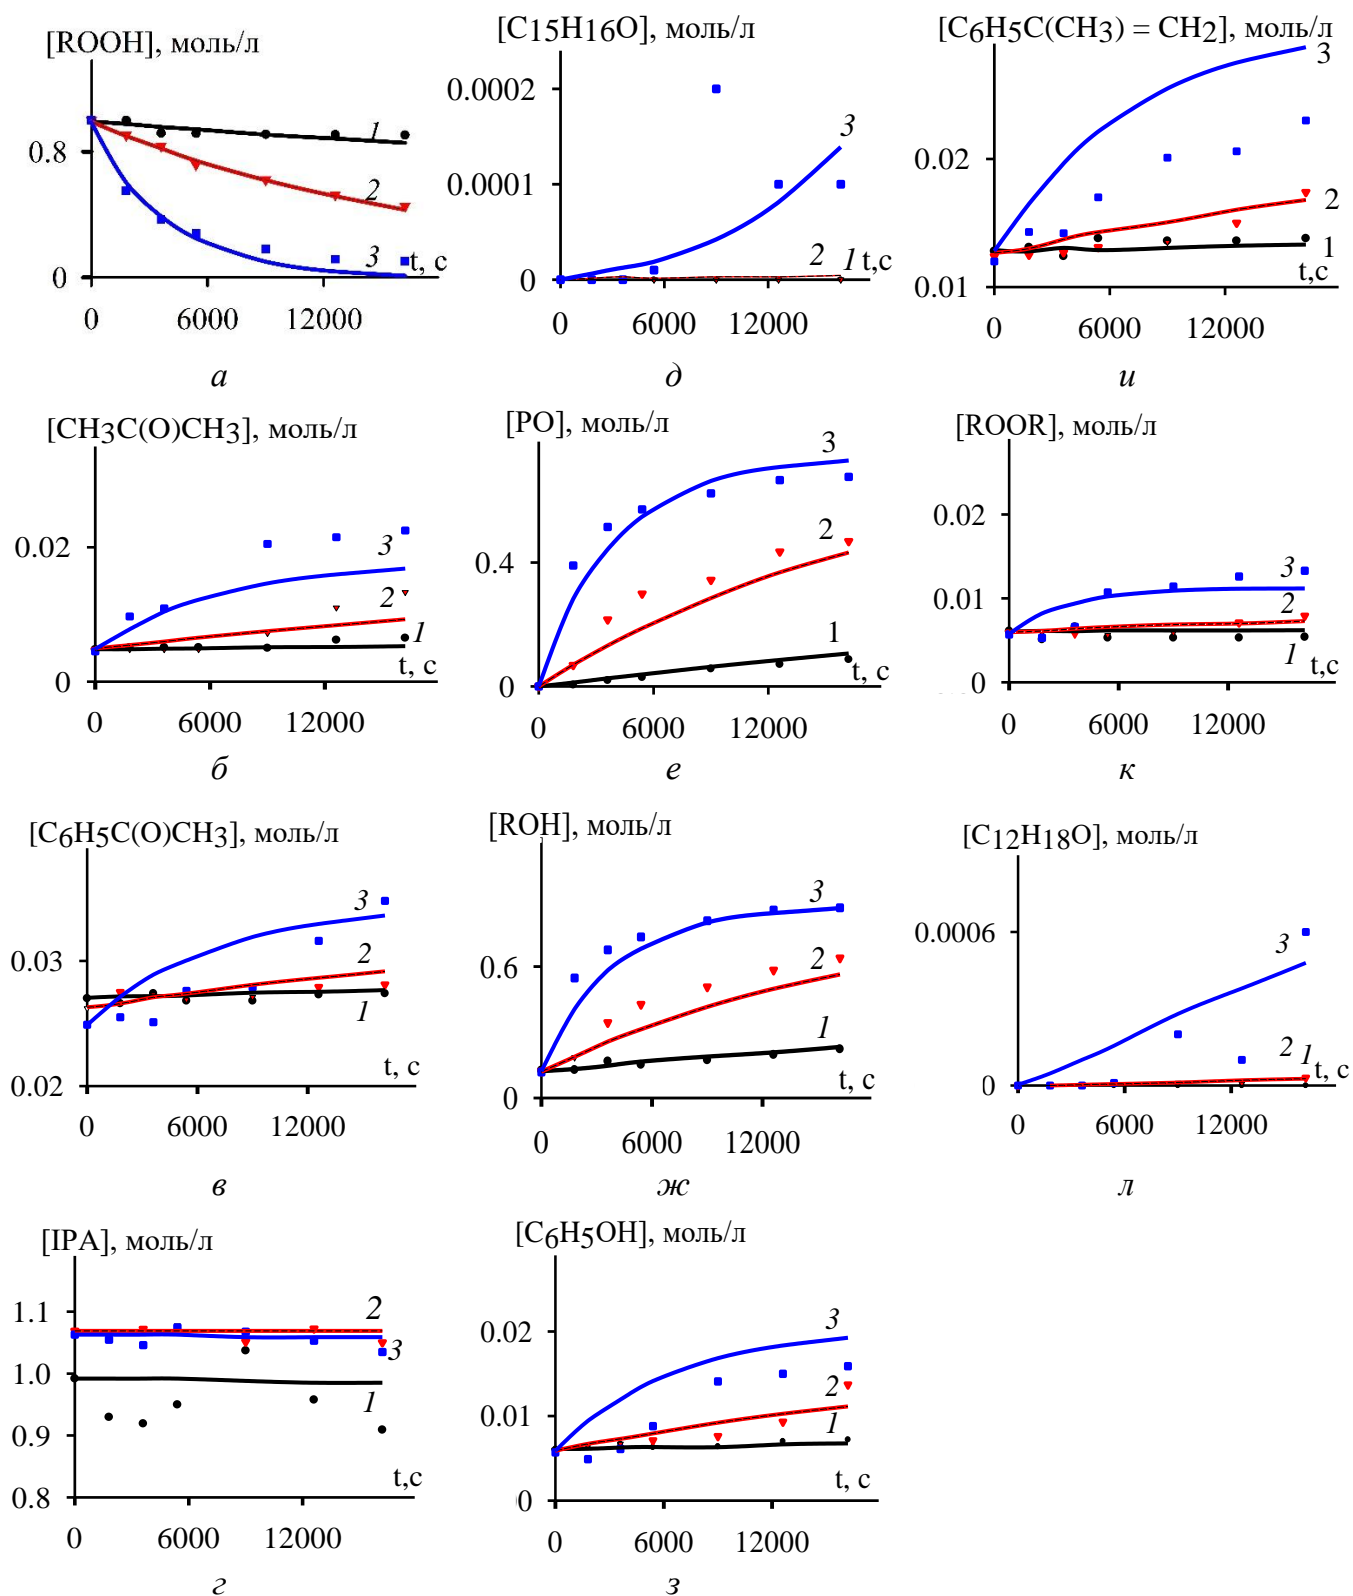 [ROOH], моль/л
1
0.8
2
3
t, с
0
0 6000 12000
а
[C15H16O], моль/л
0.0002
3
0.0001
2 1 t,с
0
0 6000 12000
д
[C6H5C(CH3) = CH2], моль/л
3
0.02
2
1
t,с
0.01
0 6000 12000
и
[CH3C(O)CH3], моль/л
0.02
3
2
1
t, с
0
0 6000 12000
б
[PO], моль/л
3
2
0.4
1
t, с
0
0 6000 12000
е
[ROOR], моль/л
0.02
3
0.01
2
1
t,с
0
0 6000 12000
к
[C6H5C(O)CH3], моль/л
3
0.03
2
1
t, с
0.02
0 6000 12000
в
[ROH], моль/л
3
0.6
2
1
t, с
0
0 6000 12000
ж
[C12H18O], моль/л
0.0006
3
2 1
t,с
0
0 6000 12000
л
[IPA], моль/л
1.1
2
3
1.0
1
0.9
t,с
0.8
0 6000 12000
г
[C6H5OH], моль/л
0.02
3
2
0.01
1
t, с
0
0 6000 12000
з